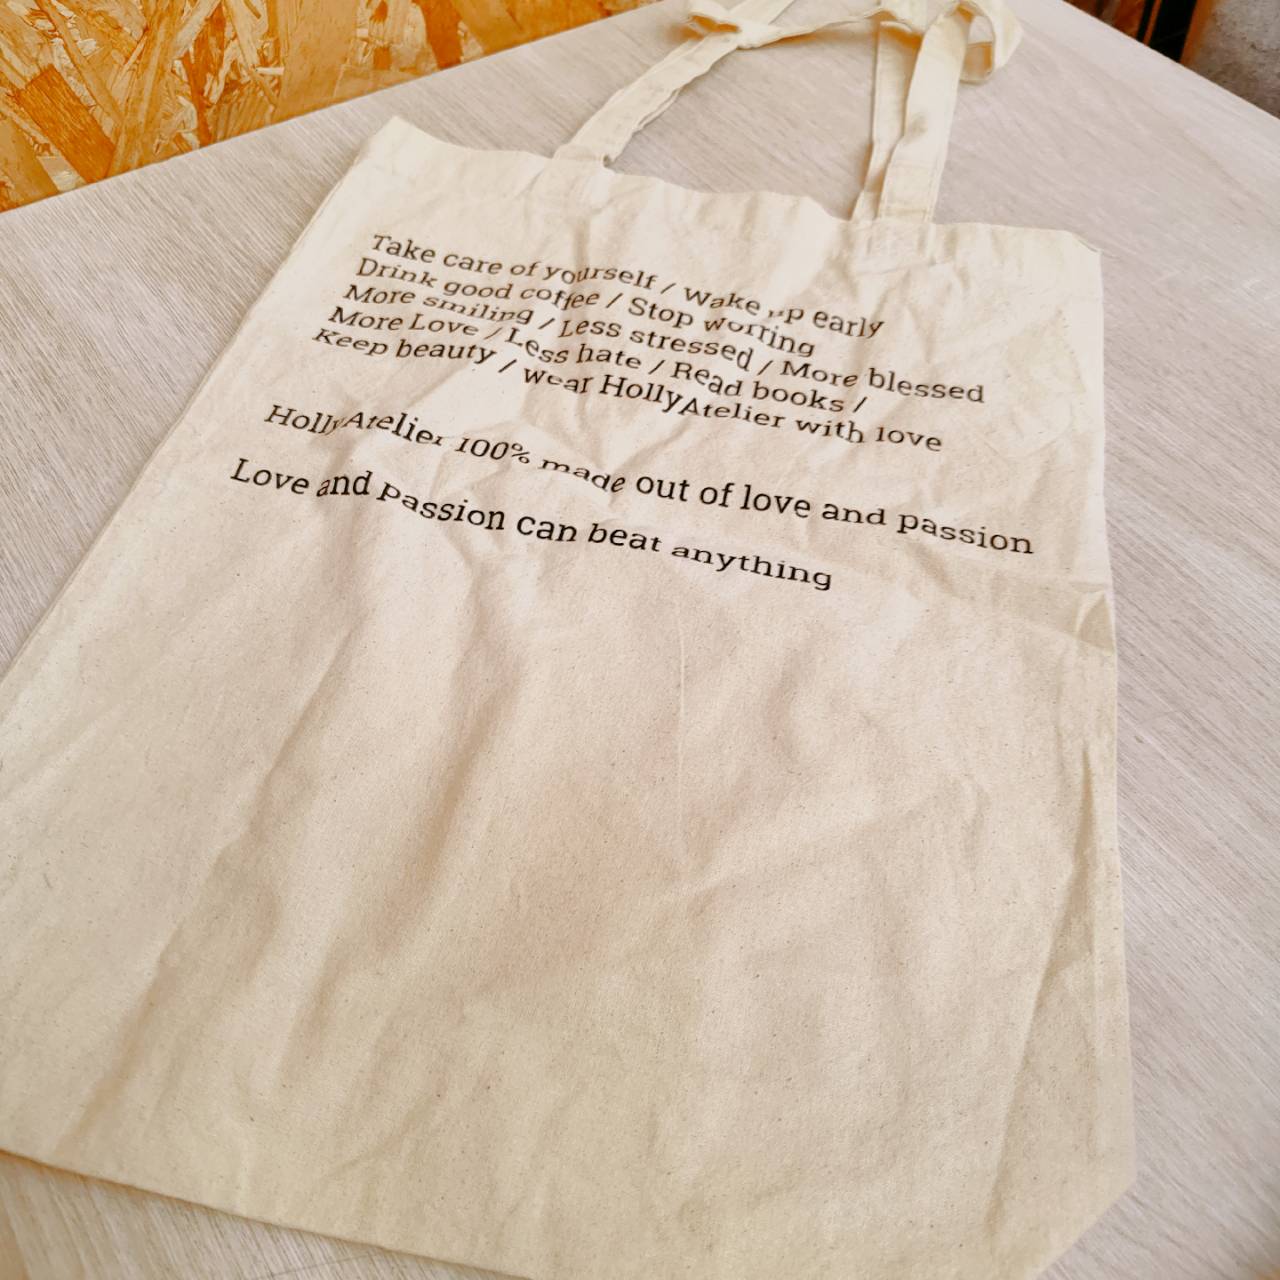 Take care of yourself / Wake up early
Drink good coffee / Stop worring
More smiling / Less stressed / More blessed
More Love / Less hate / Read books /
Keep beauty / wear HollyAtelier with love
HollyAtelier 100% made out of love and passion
Love and passion can beat anything